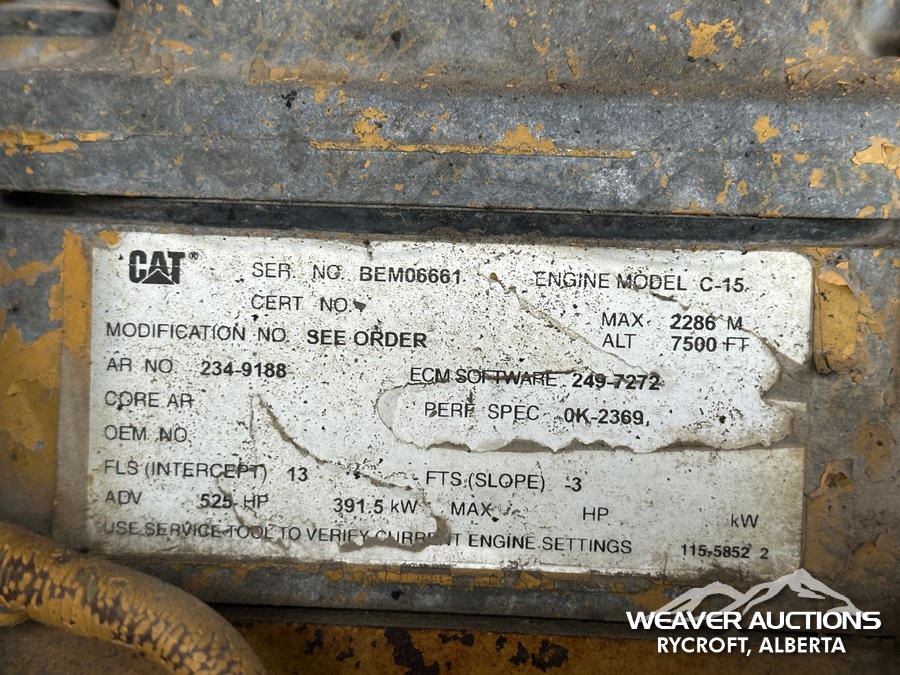 CAT® SER. NO. BEM06661 ENGINE MODEL C-15
CERT NO.
MAX 2286 M
MODIFICATION NO. SEE ORDER ALT 7500 FT
AR NO. 234-9188 ECM SOFTWARE 249-7272
CORE AR PERF SPEC 0K-2369
OEM NO.
FLS (INTERCEPT) 13 FTS (SLOPE) -3
ADV 525 HP 391.5 kW MAX HP kW
USE SERVICE TOOL TO VERIFY CURRENT ENGINE SETTINGS 115-5852 2
WEAVER AUCTIONS
RYCROFT, ALBERTA